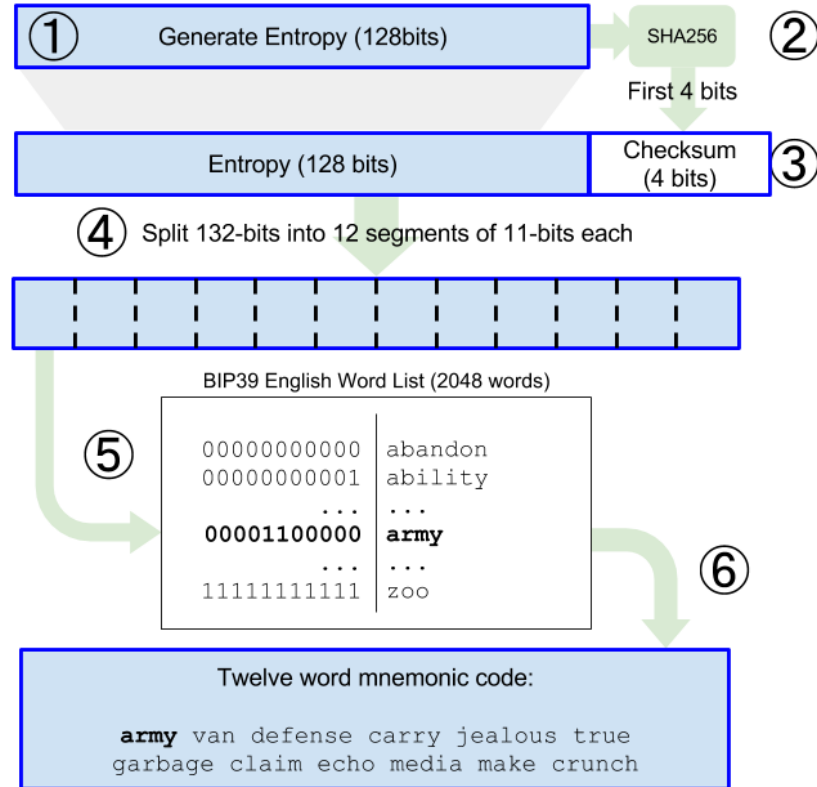 ① Generate Entropy (128bits)
SHA256
②
First 4 bits
Entropy (128 bits)
Checksum
(4 bits)
③
④ Split 132-bits into 12 segments of 11-bits each
BIP39 English Word List (2048 words)
⑤
00000000000 abandon
00000000001 ability
... ...
00001100000 army
... ...
11111111111 zoo
⑥
Twelve word mnemonic code:
army van defense carry jealous true
garbage claim echo media make crunch